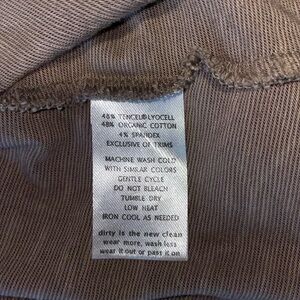 48% TENCEL® LYOCELL
48% ORGANIC COTTON
4% SPANDEX
EXCLUSIVE OF TRIMS
MACHINE WASH COLD
WITH SIMILAR COLORS
GENTLE CYCLE
DO NOT BLEACH
TUMBLE DRY
LOW HEAT
IRON COOL AS NEEDED
dirty is the new clean
wear more, wash less
wear it out or pass it on